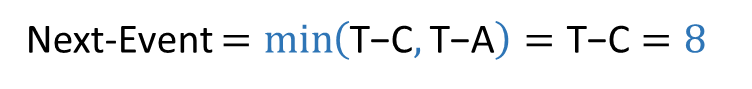 Next-Event = min(T−C, T−A) = T−C = 8